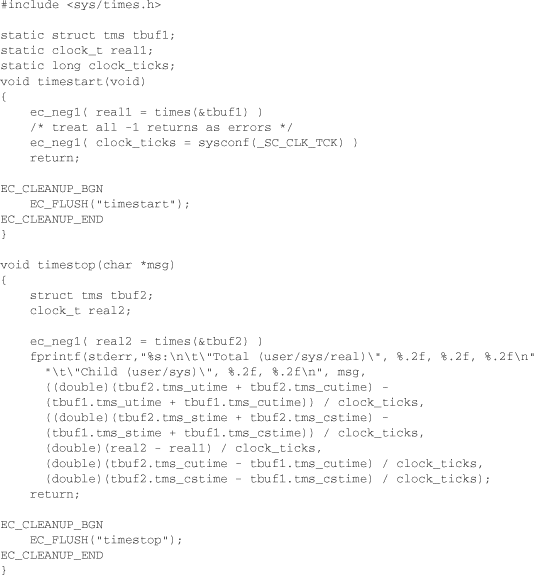 #include <sys/times.h>

static struct tms tbuf1;
static clock_t real1;
static long clock_ticks;
void timestart(void)
{
    ec_neg1( real1 = times(&tbuf1) )
    /* treat all -1 returns as errors */
    ec_neg1( clock_ticks = sysconf(_SC_CLK_TCK) )
    return;

EC_CLEANUP_BGN
    EC_FLUSH("timestart");
EC_CLEANUP_END
}

void timestop(char *msg)
{
    struct tms tbuf2;
    clock_t real2;

    ec_neg1( real2 = times(&tbuf2) )
    fprintf(stderr,"%s:\n\t\"Total (user/sys/real)\", %.2f, %.2f, %.2f\n"
      "\t\"Child (user/sys)\", %.2f, %.2f\n", msg,
      ((double)(tbuf2.tms_utime + tbuf2.tms_cutime) -
      (tbuf1.tms_utime + tbuf1.tms_cutime)) / clock_ticks,
      ((double)(tbuf2.tms_stime + tbuf2.tms_cstime) -
      (tbuf1.tms_stime + tbuf1.tms_cstime)) / clock_ticks,
      (double)(real2 - real1) / clock_ticks,
      (double)(tbuf2.tms_cutime - tbuf1.tms_cutime) / clock_ticks,
      (double)(tbuf2.tms_cstime - tbuf1.tms_cstime) / clock_ticks);
    return;

EC_CLEANUP_BGN
    EC_FLUSH("timestop");
EC_CLEANUP_END
}